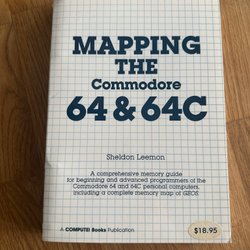 MAPPING
THE
Commodore
64 & 64C
Sheldon Leemon
A comprehensive memory guide
for beginning and advanced programmers of the
Commodore 64 and 64C personal computers,
including a complete memory map of GEOS.
A COMPUTE! Books Publication
$18.95